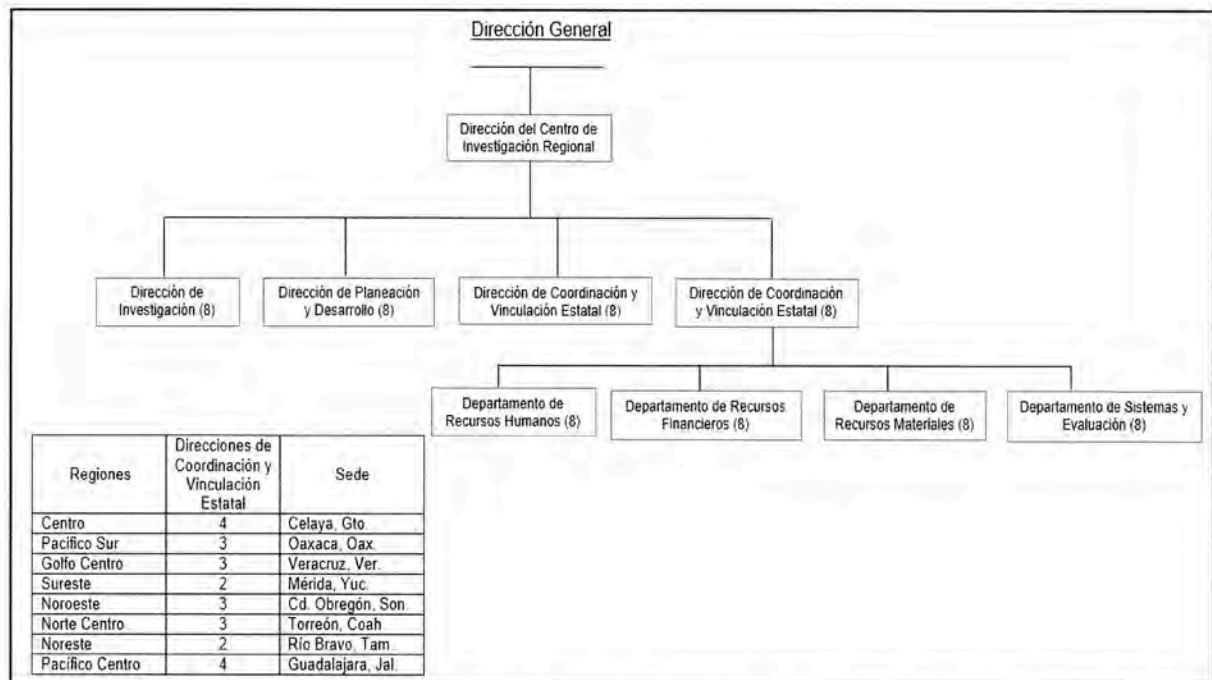 Dirección General
Dirección del Centro de
Investigación Regional
Dirección de
Investigación (8)
Dirección de Planeación
y Desarrollo (8)
Dirección de Coordinación y
Vinculación Estatal (8)
Dirección de Coordinación
y Vinculación Estatal (8)
Departamento de
Recursos Humanos (8)
Departamento de Recursos
Financieros (8)
Departamento de
Recursos Materiales (8)
Departamento de Sistemas y
Evaluación (8)
Regiones
Direcciones de
Coordinación y
Vinculación
Estatal
Sede
Centro 4 Celaya, Gto.
Pacífico Sur 3 Oaxaca, Oax.
Golfo Centro 3 Veracruz, Ver.
Sureste 2 Mérida, Yuc.
Noroeste 3 Cd. Obregón, Son.
Norte Centro 3 Torreón, Coah
Noreste 2 Río Bravo, Tam
Pacífico Centro 4 Guadalajara, Jal.